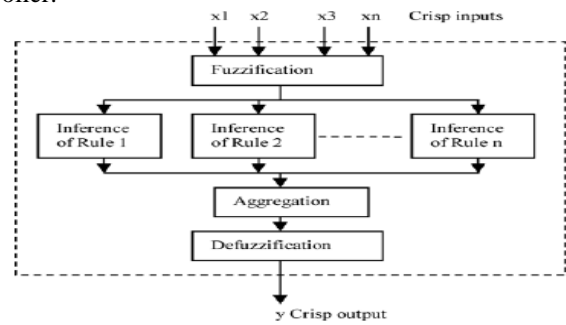 oller.
x1 x2 x3 xn Crisp inputs
Fuzzification
Inference
of Rule 1
Inference
of Rule 2
Inference
of Rule n
Aggregation
Defuzzification
y Crisp output